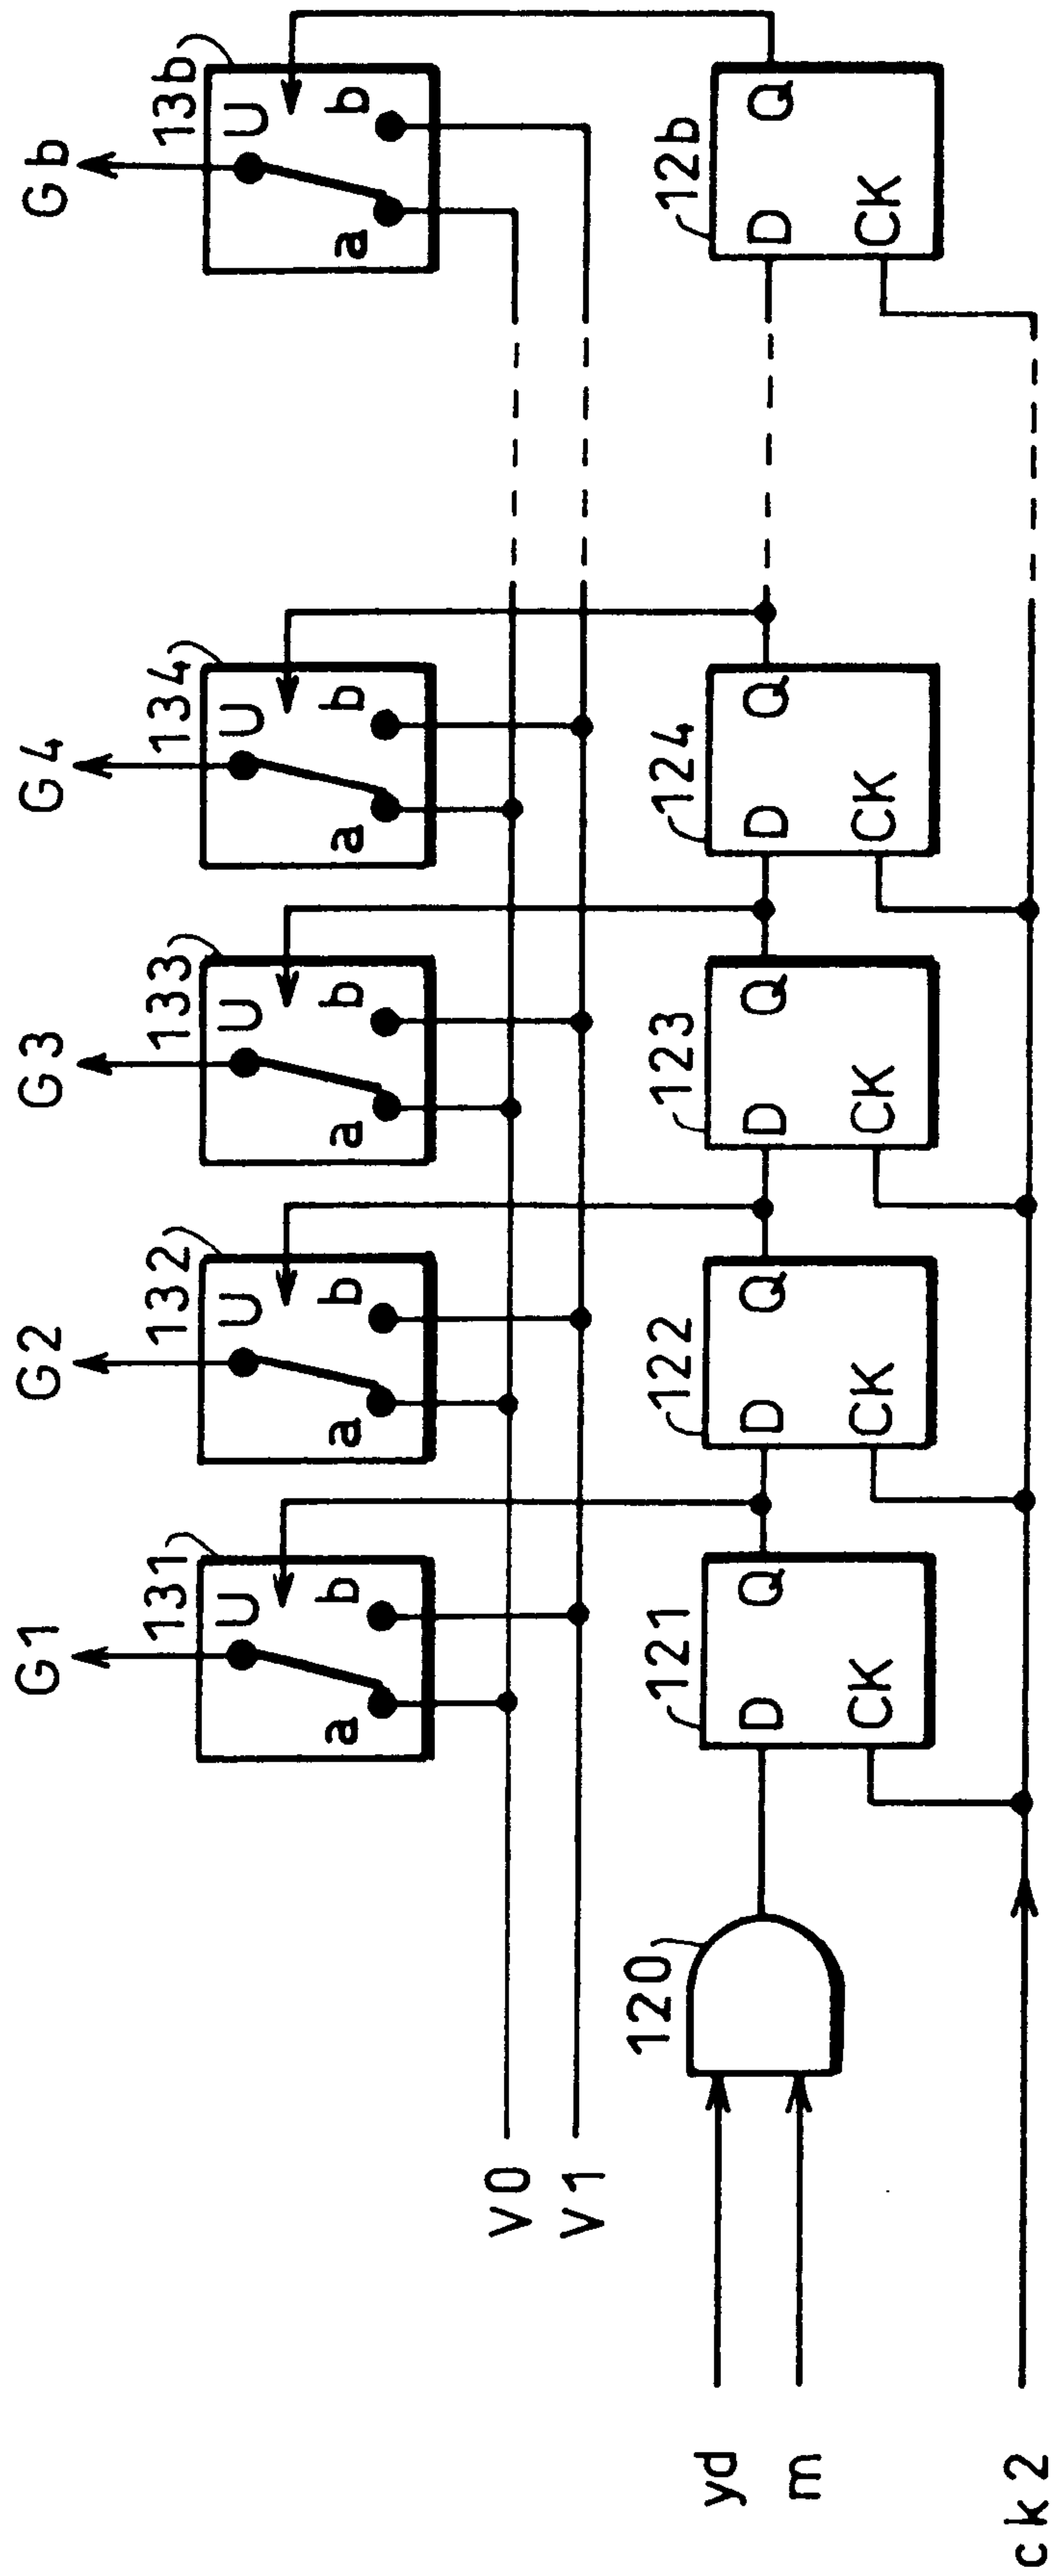 G1 G2 G3 G4 Gb
131 132 133 134 13b
U U U U U
a b a b a b a b a b
V0
V1
120 121 122 123 124 12b
yd
D Q D Q D Q D Q D Q
m
CK CK CK CK CK
ck2